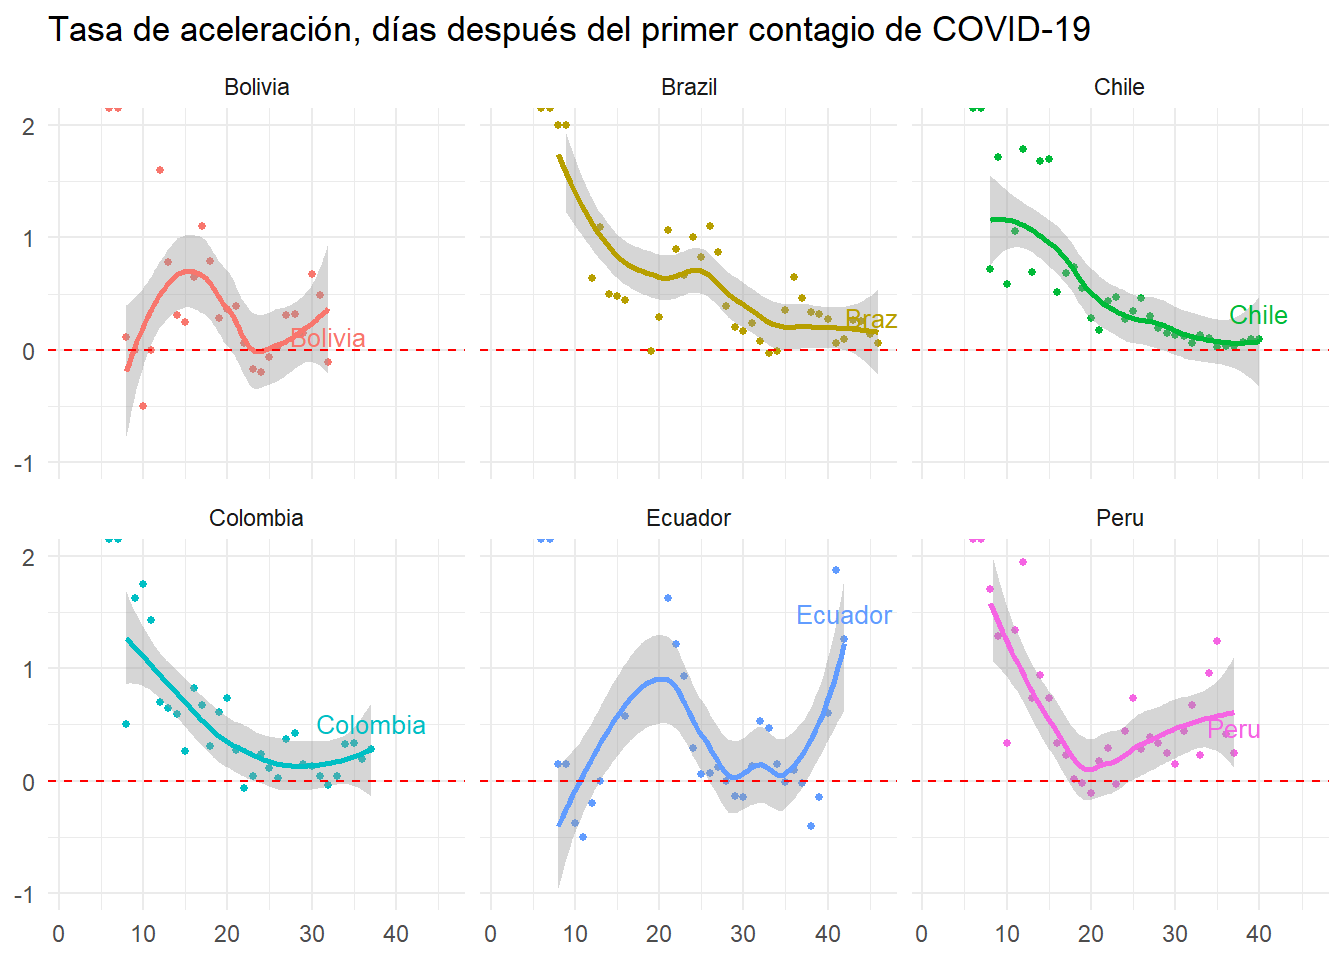 Tasa de aceleración, días después del primer contagio de COVID-19
Bolivia Brazil Chile
2
1
0
-1
Bolivia
Braz
Chile
Colombia Ecuador Peru
2
1
0
-1
Colombia
Ecuador
Peru
0 10 20 30 40 0 10 20 30 40 0 10 20 30 40